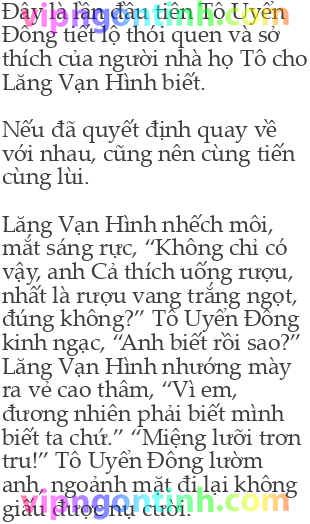 vipngontinh.com
Đây là lần đầu tiên Tô Uyển
Đông tiết lộ thói quen và sở
thích của người nhà họ Tô cho
Lăng Vạn Hình biết.
Nếu đã quyết định quay về
với nhau, cũng nên cùng tiến
cùng lùi.
Lăng Vạn Hình nhếch môi,
mắt sáng rực, “Không chỉ có
vậy, anh Cả thích uống rượu,
nhất là rượu vang trắng ngọt,
đúng không?” Tô Uyển Đông
kinh ngạc, “Anh biết rồi sao?”
Lăng Vạn Hình nhướng mày
ra vẻ cao thâm, “Vì em,
đương nhiên phải biết mình
biết ta chứ.” “Miệng lưỡi trơn
tru!” Tô Uyển Đông lườm
anh, ngoảnh mặt đi lại không
giấu được nụ cười.
vipngontinh.com